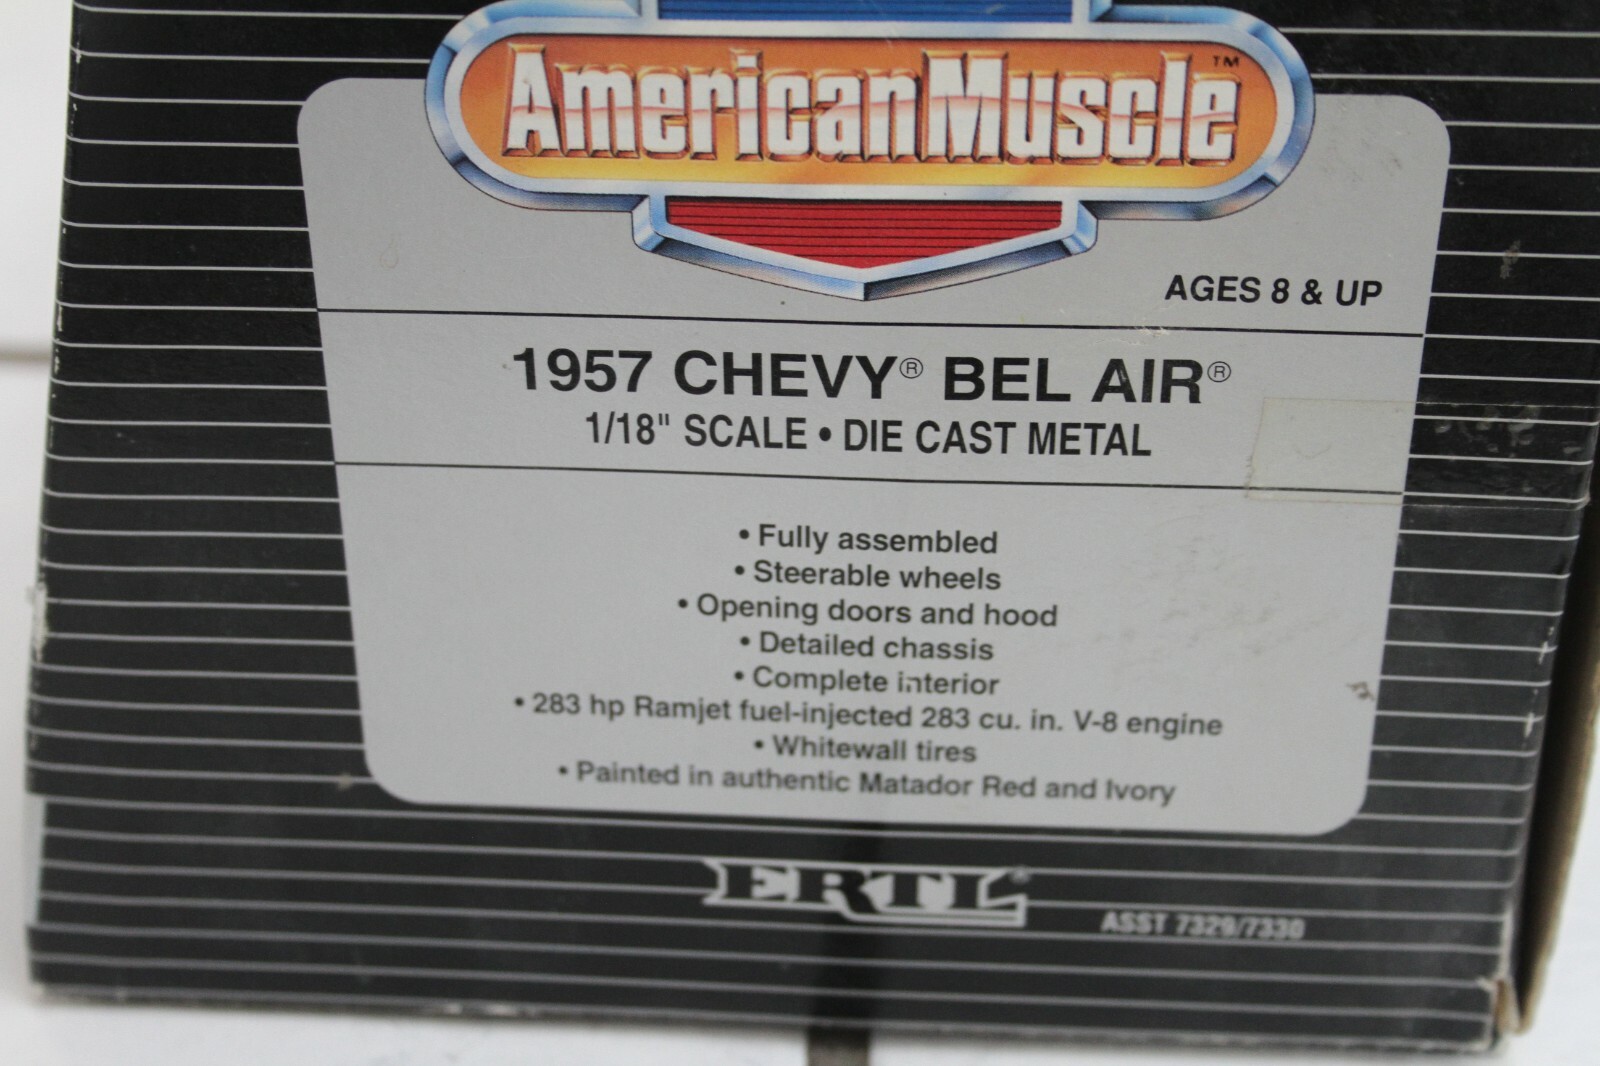 American Muscle™
AGES 8 & UP
1957 CHEVY® BEL AIR®
1/18" SCALE • DIE CAST METAL
• Fully assembled
• Steerable wheels
• Opening doors and hood
• Detailed chassis
• Complete interior
• 283 hp Ramjet fuel-injected 283 cu. in. V-8 engine
• Whitewall tires
• Painted in authentic Matador Red and Ivory
ERTL®
ASST 7329/7330